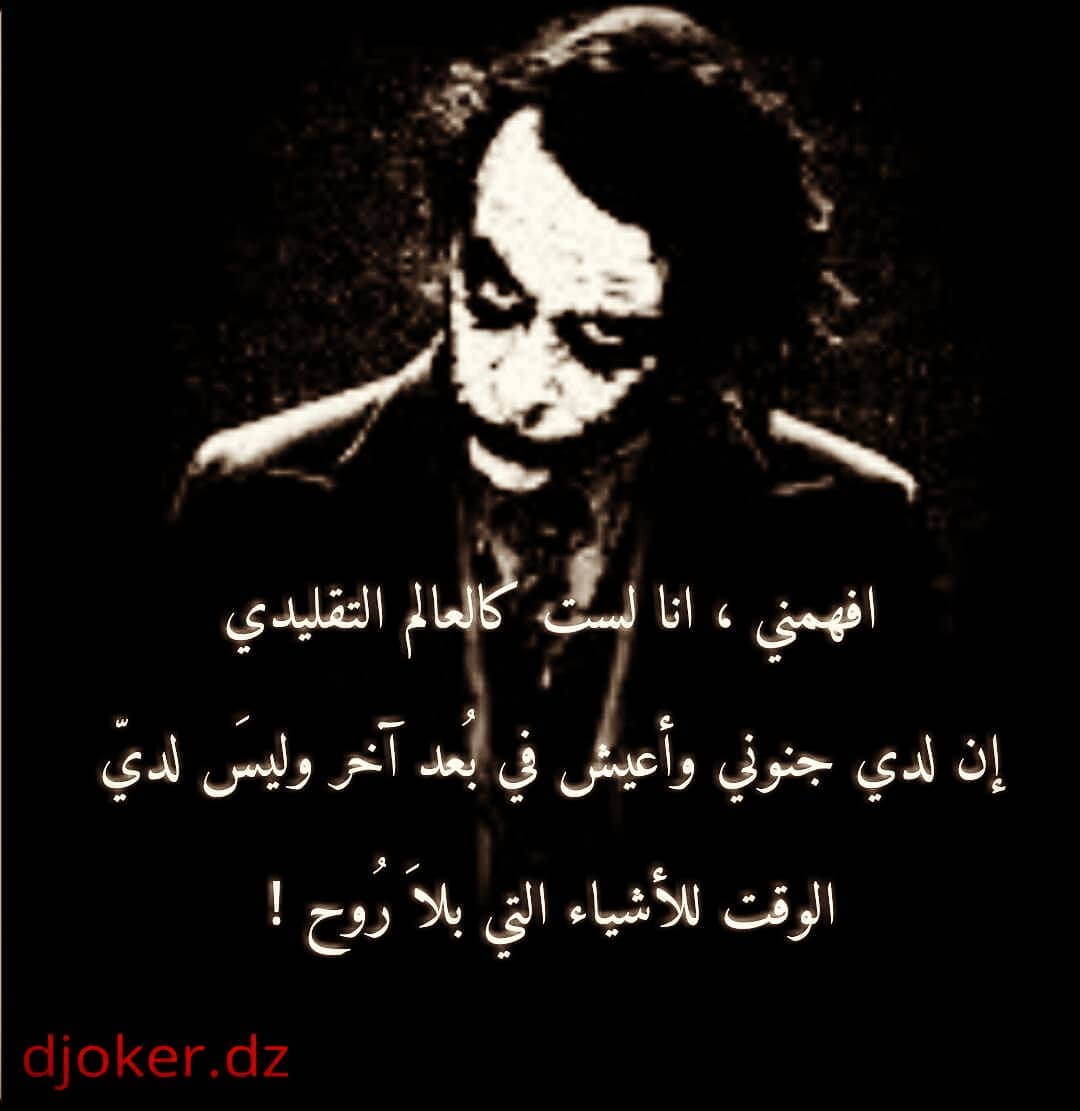 افهمني ، انا لست كالعالم التقليدي
إن لدي جنوني وأعيش في بُعد آخر وليسَ لديّ
الوقت للأشياء التي بلاَ رُوح !
djoker.dz